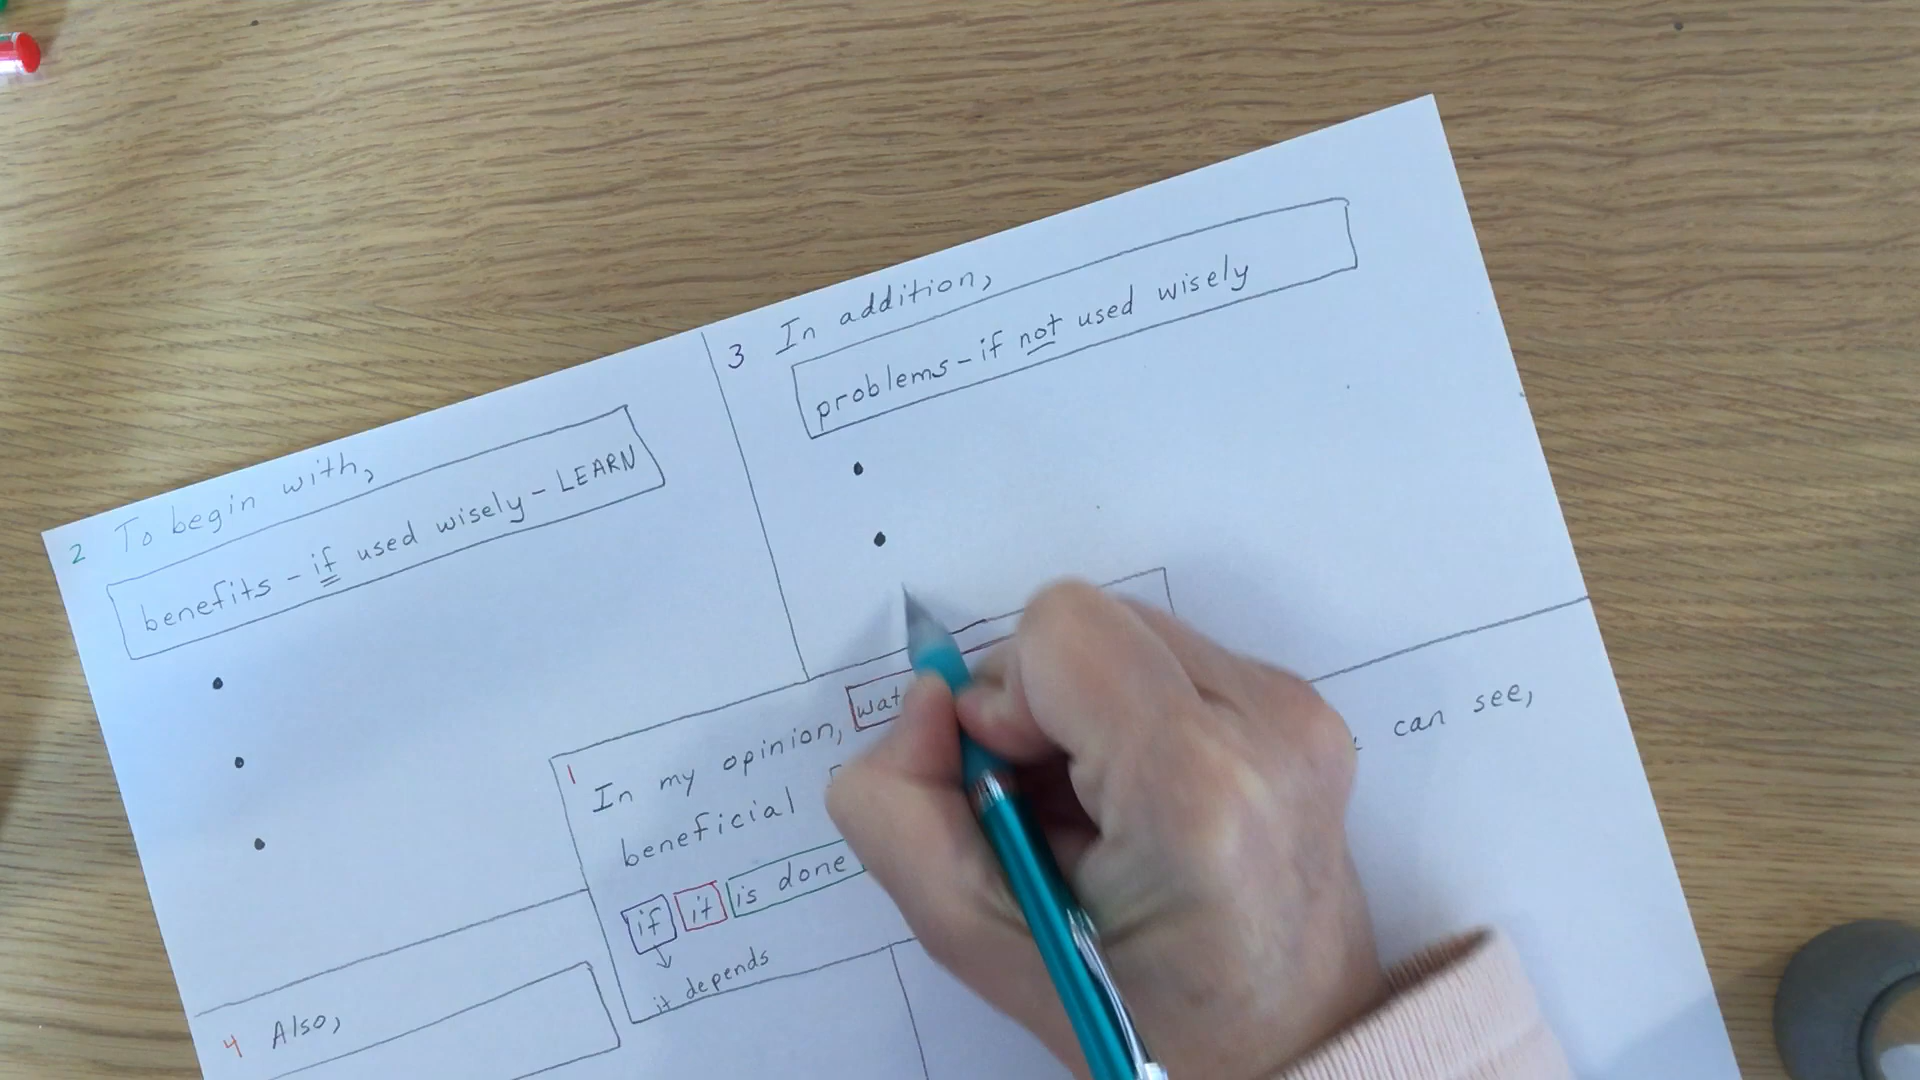 2 To begin with,
benefits - if used wisely - LEARN
3 In addition,
problems - if not used wisely
1
In my opinion,
beneficial
if it is done
it depends
4 Also,
can see,